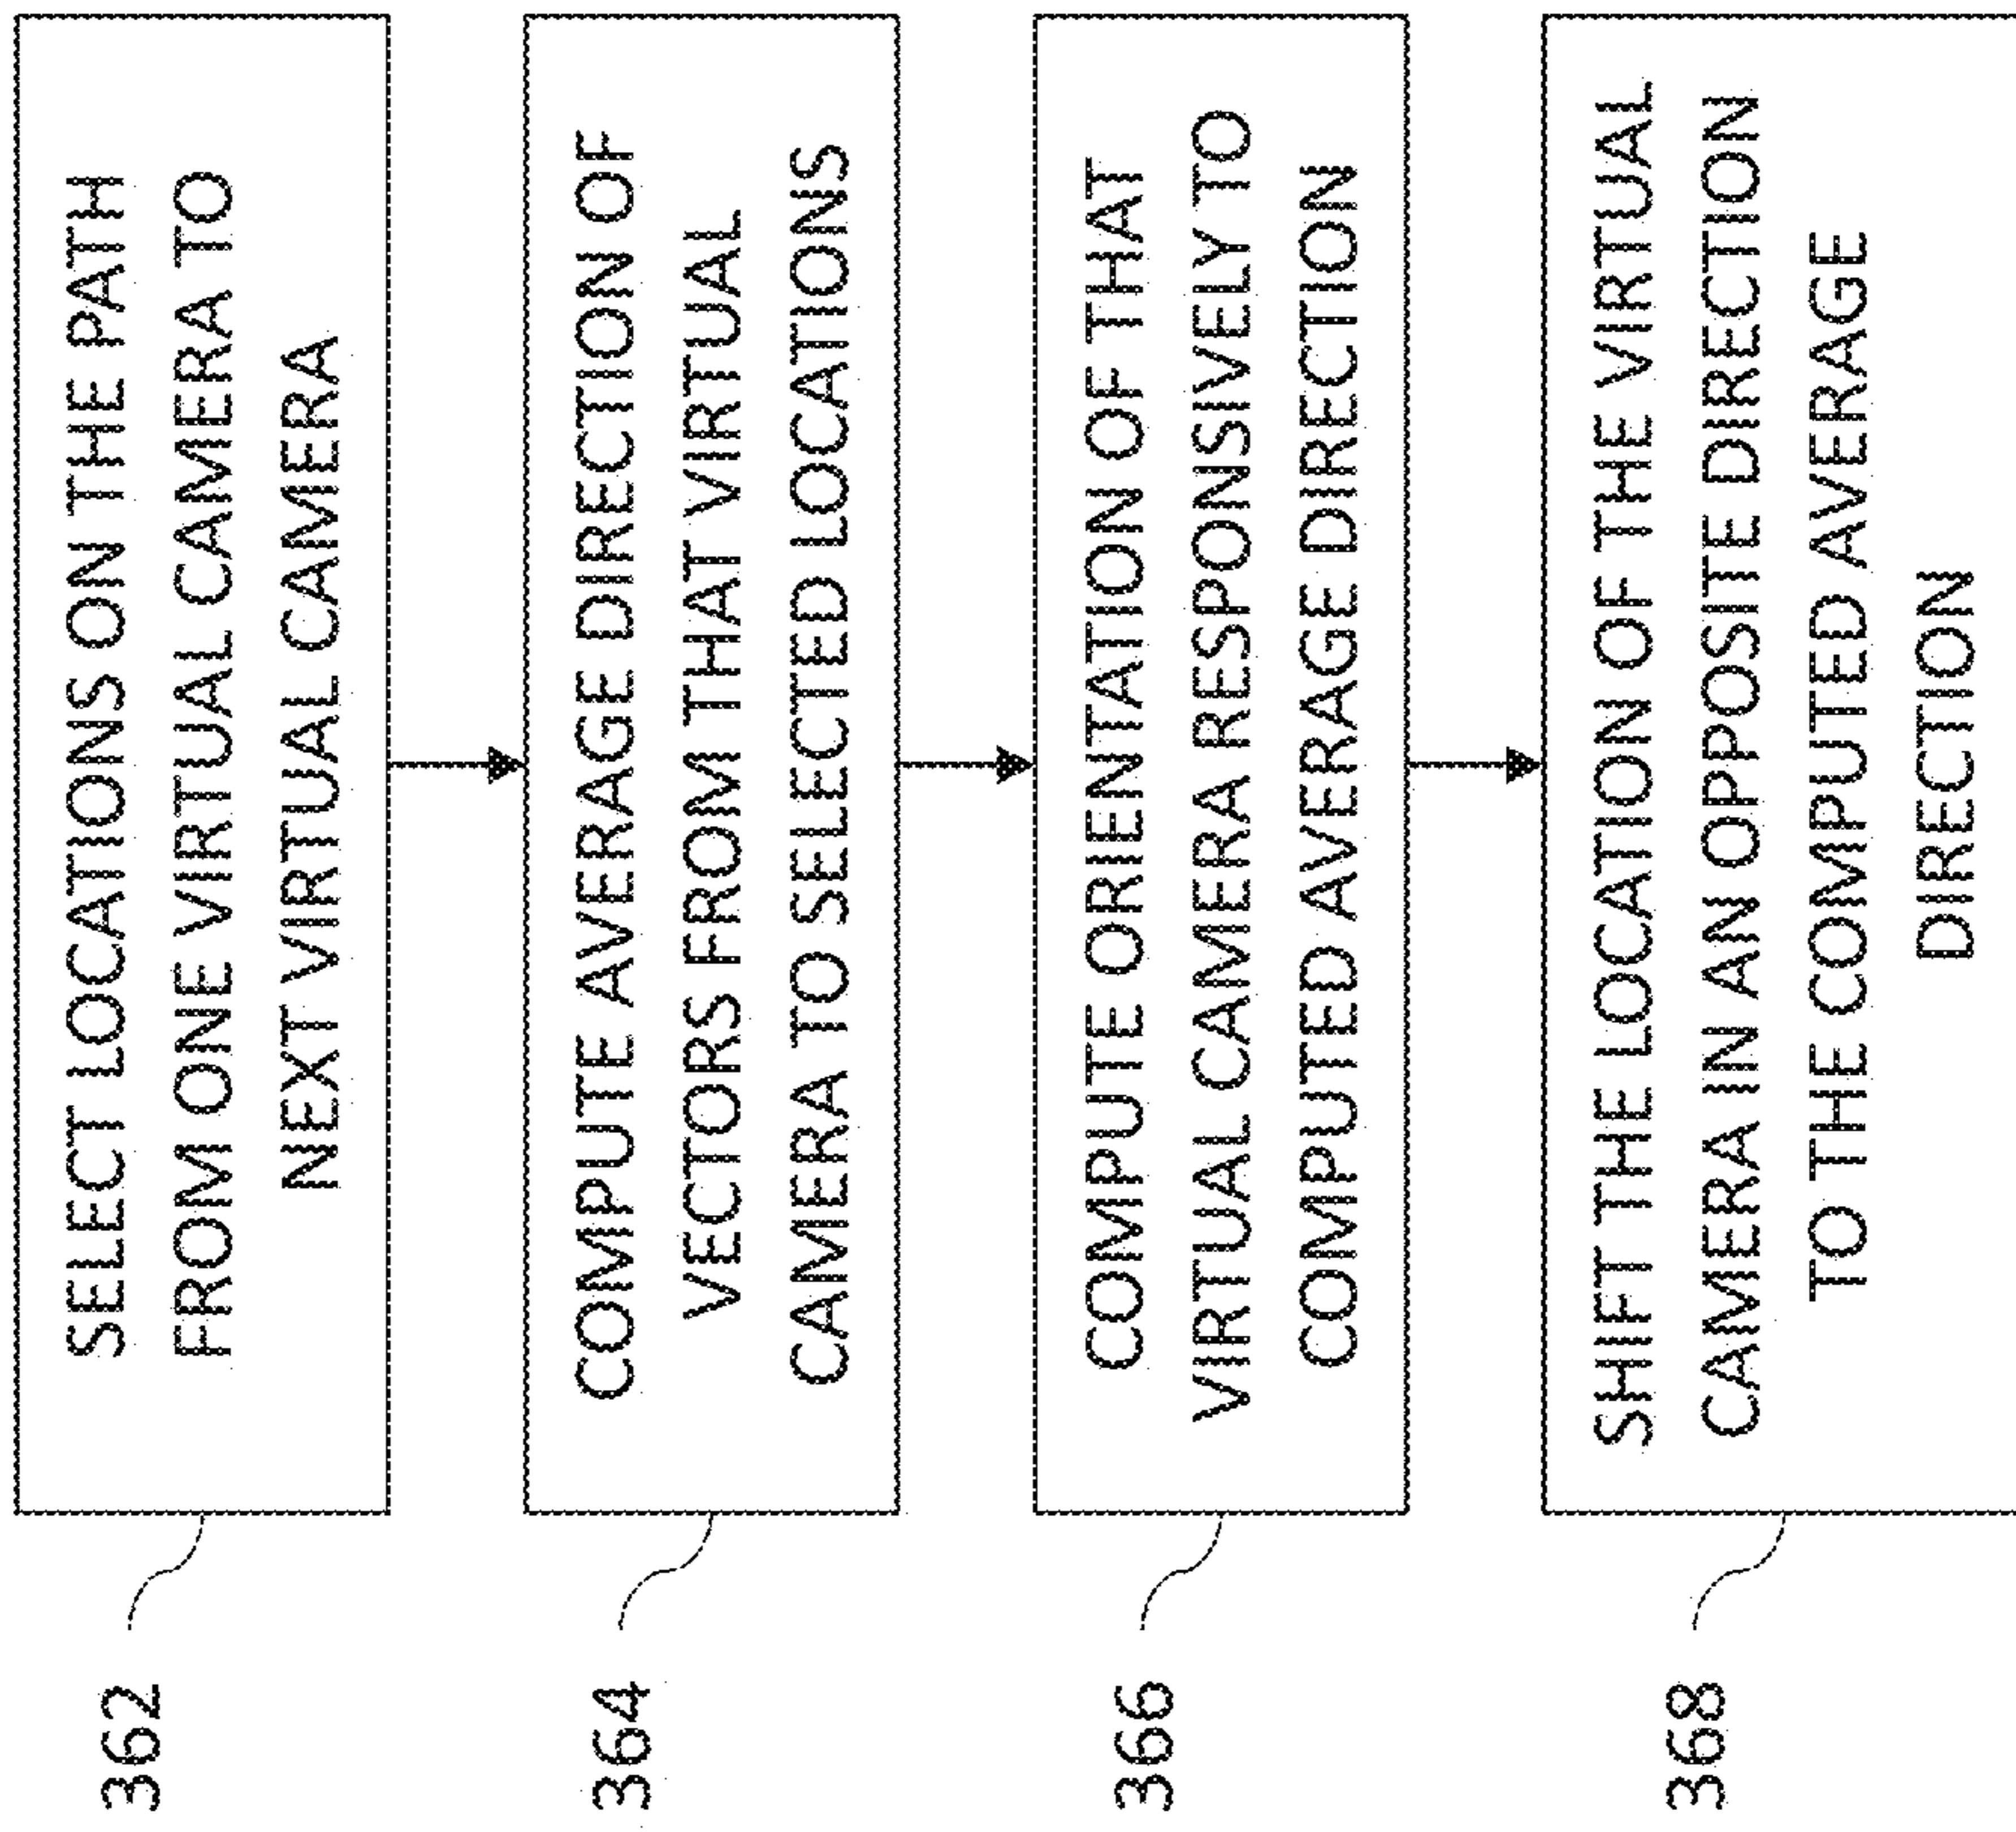 362
SELECT LOCATIONS ON THE PATH
FROM ONE VIRTUAL CAMERA TO
NEXT VIRTUAL CAMERA
364
COMPUTE AVERAGE DIRECTION OF
VECTORS FROM THAT VIRTUAL
CAMERA TO SELECTED LOCATIONS
366
COMPUTE ORIENTATION OF THAT
VIRTUAL CAMERA RESPONSIVELY TO
COMPUTED AVERAGE DIRECTION
368
SHIFT THE LOCATION OF THE VIRTUAL
CAMERA IN AN OPPOSITE DIRECTION
TO THE COMPUTED AVERAGE
DIRECTION